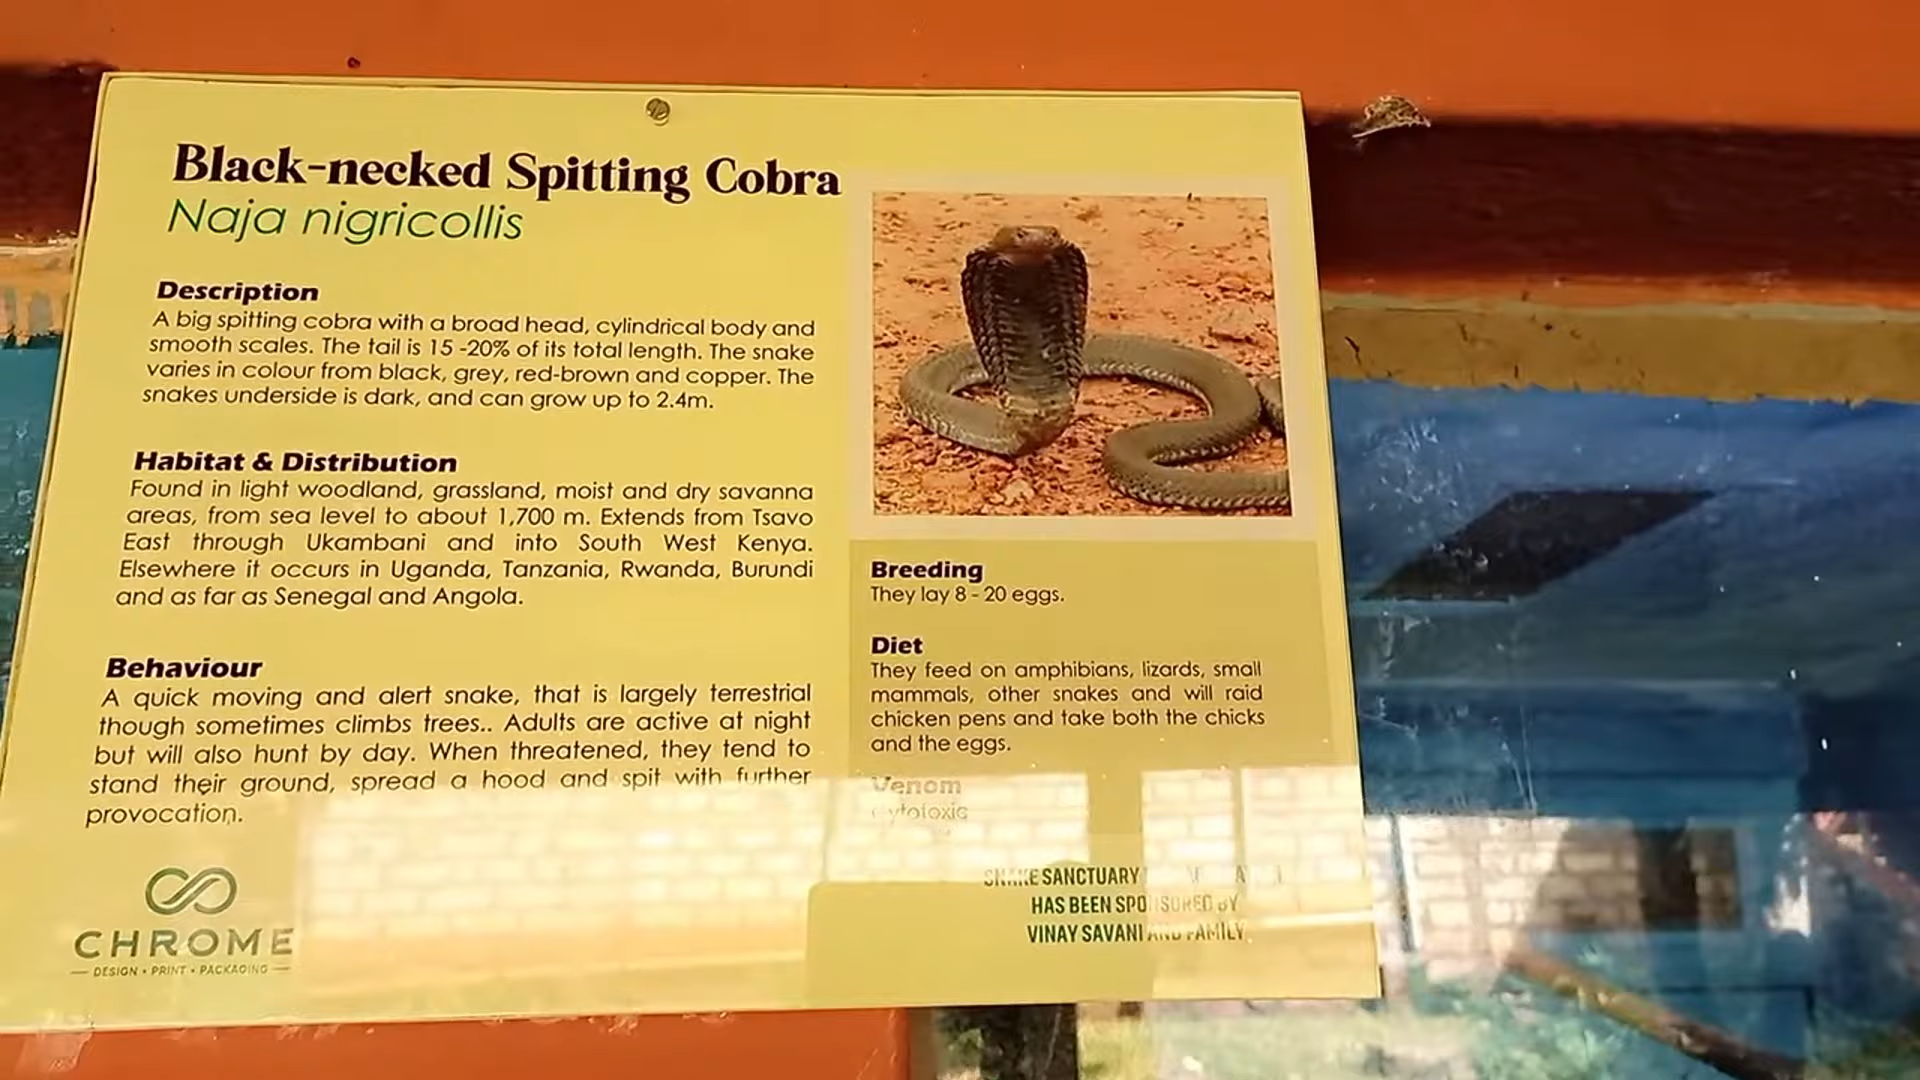 Black-necked Spitting Cobra
Naja nigricollis
Description
A big spitting cobra with a broad head, cylindrical body and
smooth scales. The tail is 15 -20% of its total length. The snake
varies in colour from black, grey, red-brown and copper. The
snakes underside is dark, and can grow up to 2.4m.
Habitat & Distribution
Found in light woodland, grassland, moist and dry savanna
areas, from sea level to about 1,700 m. Extends from Tsavo
East through Ukambani and into South West Kenya.
Elsewhere it occurs in Uganda, Tanzania, Rwanda, Burundi
and as far as Senegal and Angola.
Behaviour
A quick moving and alert snake, that is largely terrestrial
though sometimes climbs trees.. Adults are active at night
but will also hunt by day. When threatened, they tend to
stand their ground, spread a hood and spit with further
provocation.
CHROME
DESIGN • PRINT • PACKAGING
Breeding
They lay 8 - 20 eggs.
Diet
They feed on amphibians, lizards, small
mammals, other snakes and will raid
chicken pens and take both the chicks
and the eggs.
Venom
Cytotoxic
SNAKE SANCTUARY
HAS BEEN SPONSORED BY
VINAY SAVANI AND FAMILY